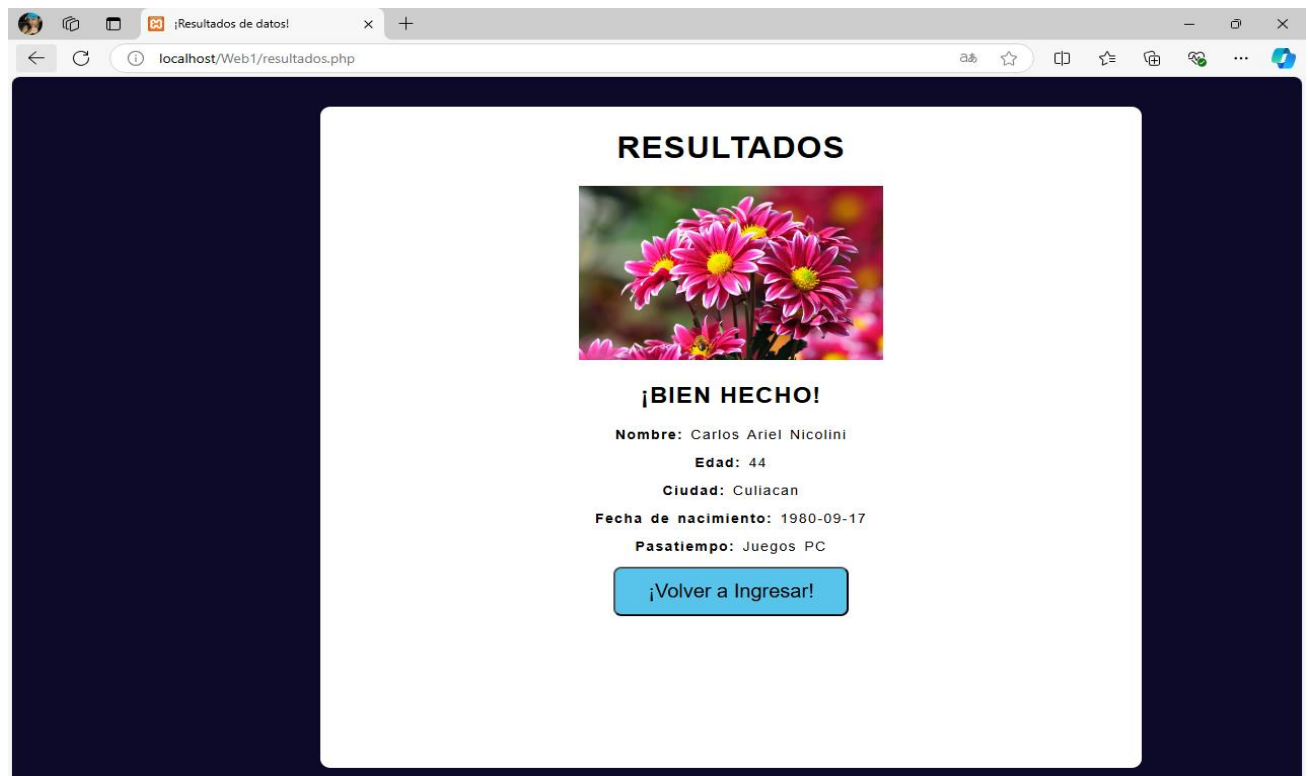 ¡Resultados de datos!
localhost/Web1/resultados.php
RESULTADOS
¡BIEN HECHO!
Nombre: Carlos Ariel Nicolini
Edad: 44
Ciudad: Culiacan
Fecha de nacimiento: 1980-09-17
Pasatiempo: Juegos PC
¡Volver a Ingresar!